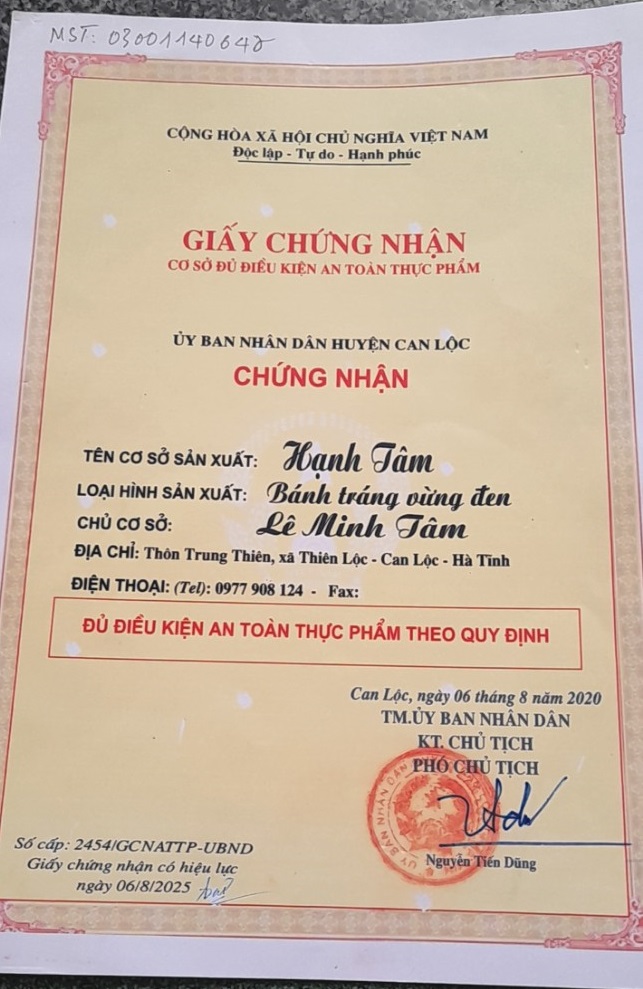 MST: 03001140642
CỘNG HÒA XÃ HỘI CHỦ NGHĨA VIỆT NAM
Độc lập - Tự do - Hạnh phúc
GIẤY CHỨNG NHẬN
CƠ SỞ ĐỦ ĐIỀU KIỆN AN TOÀN THỰC PHẨM
ỦY BAN NHÂN DÂN HUYỆN CAN LỘC
CHỨNG NHẬN
TÊN CƠ SỞ SẢN XUẤT: Hạnh Tâm
LOẠI HÌNH SẢN XUẤT: Bánh tráng vừng đen
CHỦ CƠ SỞ: Lê Minh Tâm
ĐỊA CHỈ: Thôn Trung Thiên, xã Thiên Lộc - Can Lộc - Hà Tĩnh
ĐIỆN THOẠI: (Tel): 0977 908 124 - Fax:
ĐỦ ĐIỀU KIỆN AN TOÀN THỰC PHẨM THEO QUY ĐỊNH
Can Lộc, ngày 06 tháng 8 năm 2020
TM.ỦY BAN NHÂN DÂN
KT. CHỦ TỊCH
PHÓ CHỦ TỊCH
ỦY BAN NHÂN DÂN
Nguyễn Tiến Dũng
Số cấp: 2454/GCNATTP-UBND
Giấy chứng nhận có hiệu lực
ngày 06/8/2025